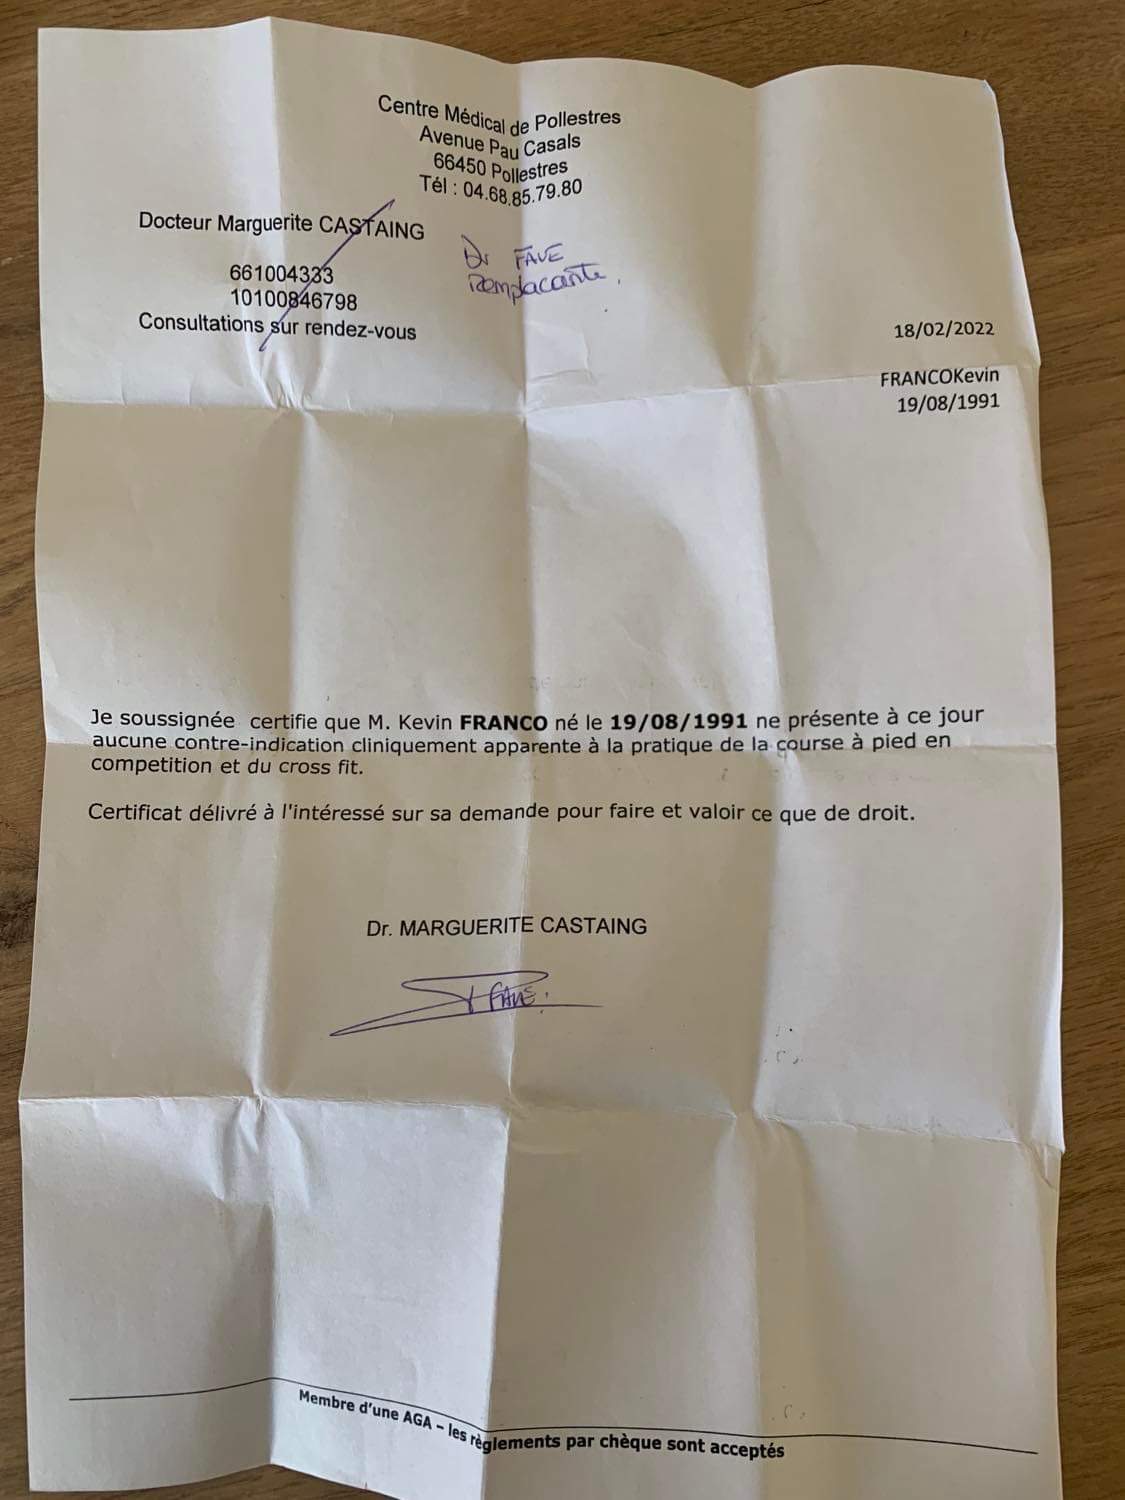 Centre Médical de Pollestres
Avenue Pau Casals
66450 Pollestres
Tél : 04.68.85.79.80
Docteur Marguerite CASTAING
661004333
10100846798
Consultations sur rendez-vous
Dr FAVE
Remplacante.
18/02/2022
FRANCOKevin
19/08/1991
Je soussignée certifie que M. Kevin FRANCO né le 19/08/1991 ne présente à ce jour
aucune contre-indication cliniquement apparente à la pratique de la course à pied en
competition et du cross fit.
Certificat délivré à l'intéressé sur sa demande pour faire et valoir ce que de droit.
Dr. MARGUERITE CASTAING
FAVE.
Membre d'une AGA – les règlements par chèque sont acceptés